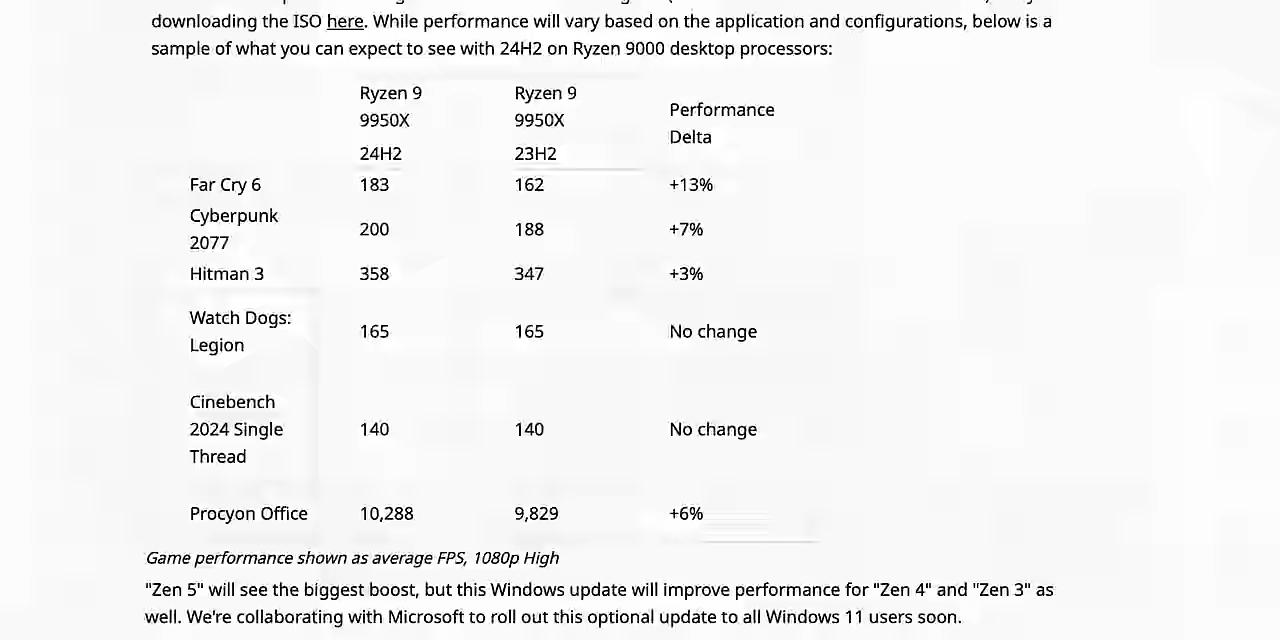 downloading the ISO here. While performance will vary based on the application and configurations, below is a
sample of what you can expect to see with 24H2 on Ryzen 9000 desktop processors:
Ryzen 9 Ryzen 9
9950X 9950X
Performance
Delta
24H2 23H2
Far Cry 6 183 162 +13%
Cyberpunk
2077
200 188 +7%
Hitman 3 358 347 +3%
Watch Dogs:
Legion
165 165 No change
Cinebench
2024 Single
Thread
140 140 No change
Procyon Office 10,288 9,829 +6%
Game performance shown as average FPS, 1080p High
"Zen 5" will see the biggest boost, but this Windows update will improve performance for "Zen 4" and "Zen 3" as
well. We're collaborating with Microsoft to roll out this optional update to all Windows 11 users soon.